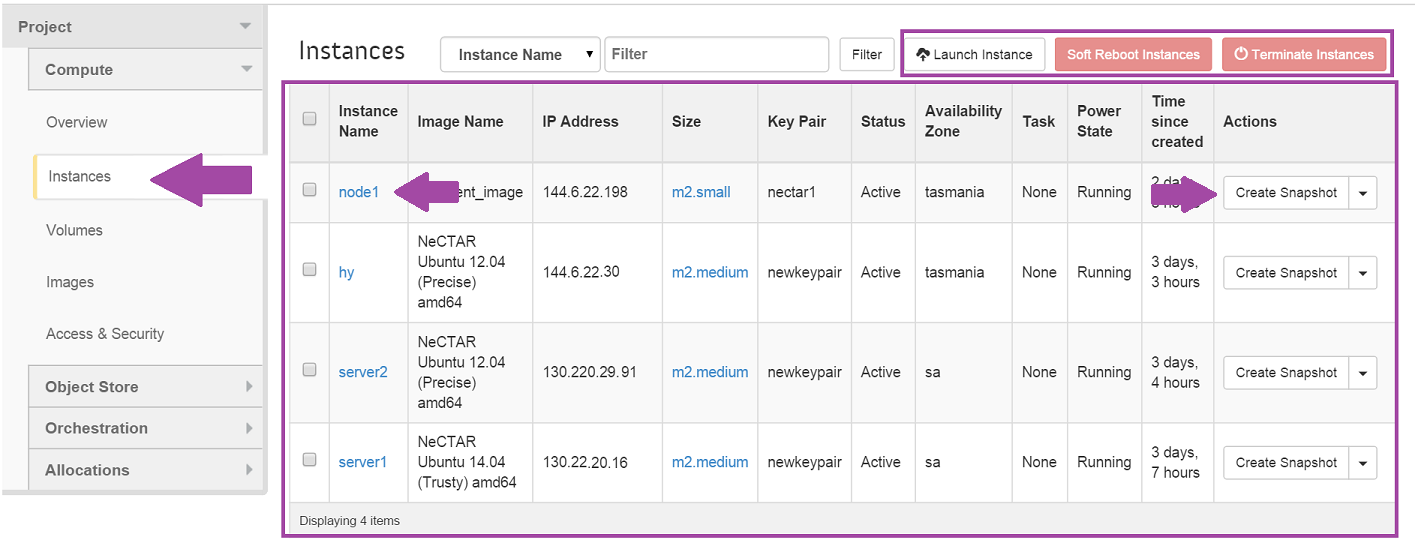 Project
Compute
Overview
Instances
Volumes
Images
Access & Security
Object Store
Orchestration
Allocations
Instances
Instance Name
Filter
Filter
Launch Instance
Soft Reboot Instances
Terminate Instances
Instance
Name
Image Name
IP Address
Size
Key Pair
Status
Availability
Zone
Task
Power
State
Time
since
created
Actions
node1
144.6.22.198
m2.small
nectar1
Active
tasmania
None
Running
Create Snapshot
hy
NeCTAR
Ubuntu 12.04
(Precise)
amd64
144.6.22.30
m2.medium
newkeypair
Active
tasmania
None
Running
3 days,
3 hours
Create Snapshot
server2
NeCTAR
Ubuntu 12.04
(Precise)
amd64
130.220.29.91
m2.medium
newkeypair
Active
sa
None
Running
3 days,
4 hours
Create Snapshot
server1
NeCTAR
Ubuntu 14.04
(Trusty) amd64
130.22.20.16
m2.medium
newkeypair
Active
sa
None
Running
3 days,
7 hours
Create Snapshot
Displaying 4 items